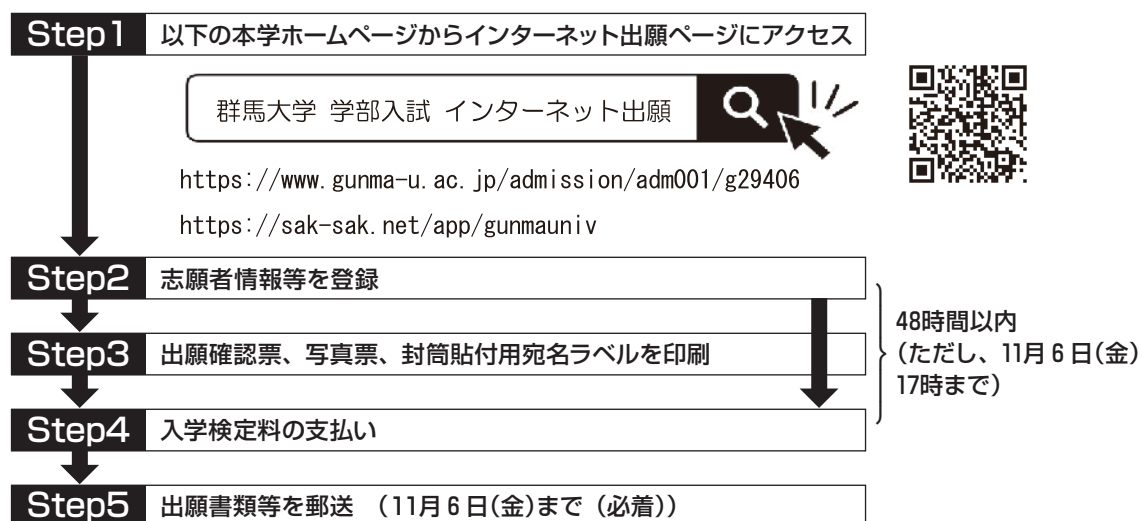 Step1 以下の本学ホームページからインターネット出願ページにアクセス
群馬大学 学部入試 インターネット出願
https://www.gunma-u.ac.jp/admission/adm001/g29406
https://sak-sak.net/app/gunmauniv
Step2 志願者情報等を登録
Step3 出願確認票、写真票、封筒貼付用宛名ラベルを印刷
Step4 入学検定料の支払い
48時間以内
(ただし、11月6日(金)
17時まで)
Step5 出願書類等を郵送 (11月6日(金)まで (必着))